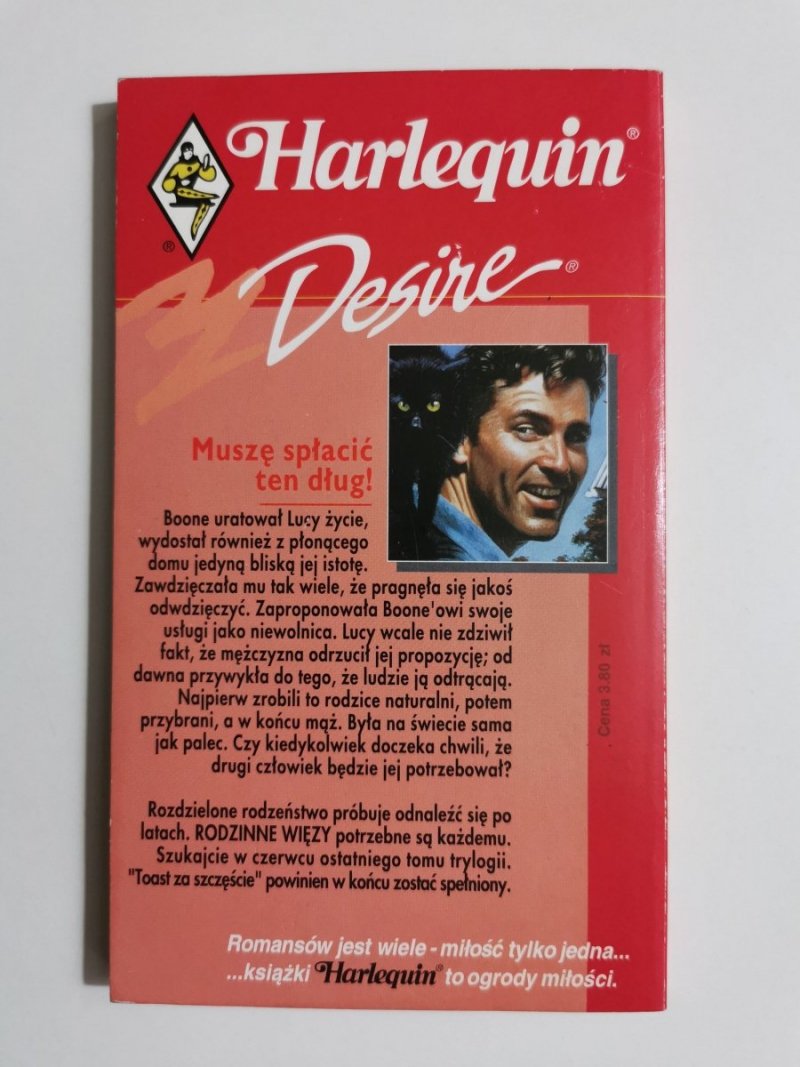 Harlequin®
®
Desire®
Muszę spłacić
ten dług!
Boone uratował Lucy życie,
wydostał również z płonącego
domu jedyną bliską jej istotę.
Zawdzięczała mu tak wiele, że pragnęła się jakoś
odwdzięczyć. Zaproponowała Boone'owi swoje
usługi jako niewolnica. Lucy wcale nie zdziwił
fakt, że mężczyzna odrzucił jej propozycję; od
dawna przywykła do tego, że ludzie ją odtrącają.
Najpierw zrobili to rodzice naturalni, potem
przybrani, a w końcu mąż. Była na świecie sama
jak palec. Czy kiedykolwiek doczeka chwili, że
drugi człowiek będzie jej potrzebował?
Rozdzielone rodzeństwo próbuje odnaleźć się po
latach. RODZINNE WIĘZY potrzebne są każdemu.
Szukajcie w czerwcu ostatniego tomu trylogii.
"Toast za szczęście" powinien w końcu zostać spełniony.
Cena 3.80 zł
Romansów jest wiele - miłość tylko jedna...
...książki Harlequin® to ogrody miłości.